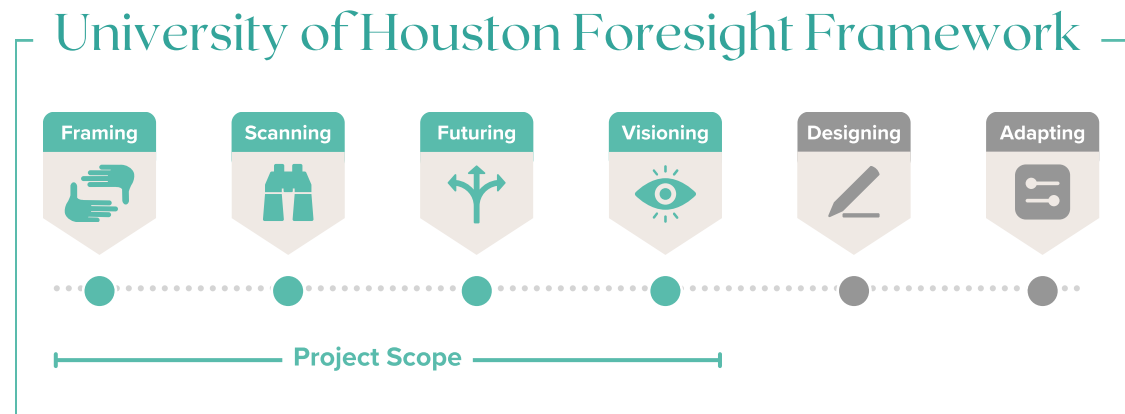 University of Houston Foresight Framework
Framing
Scanning
Futuring
Visioning
Designing
Adapting
Project Scope